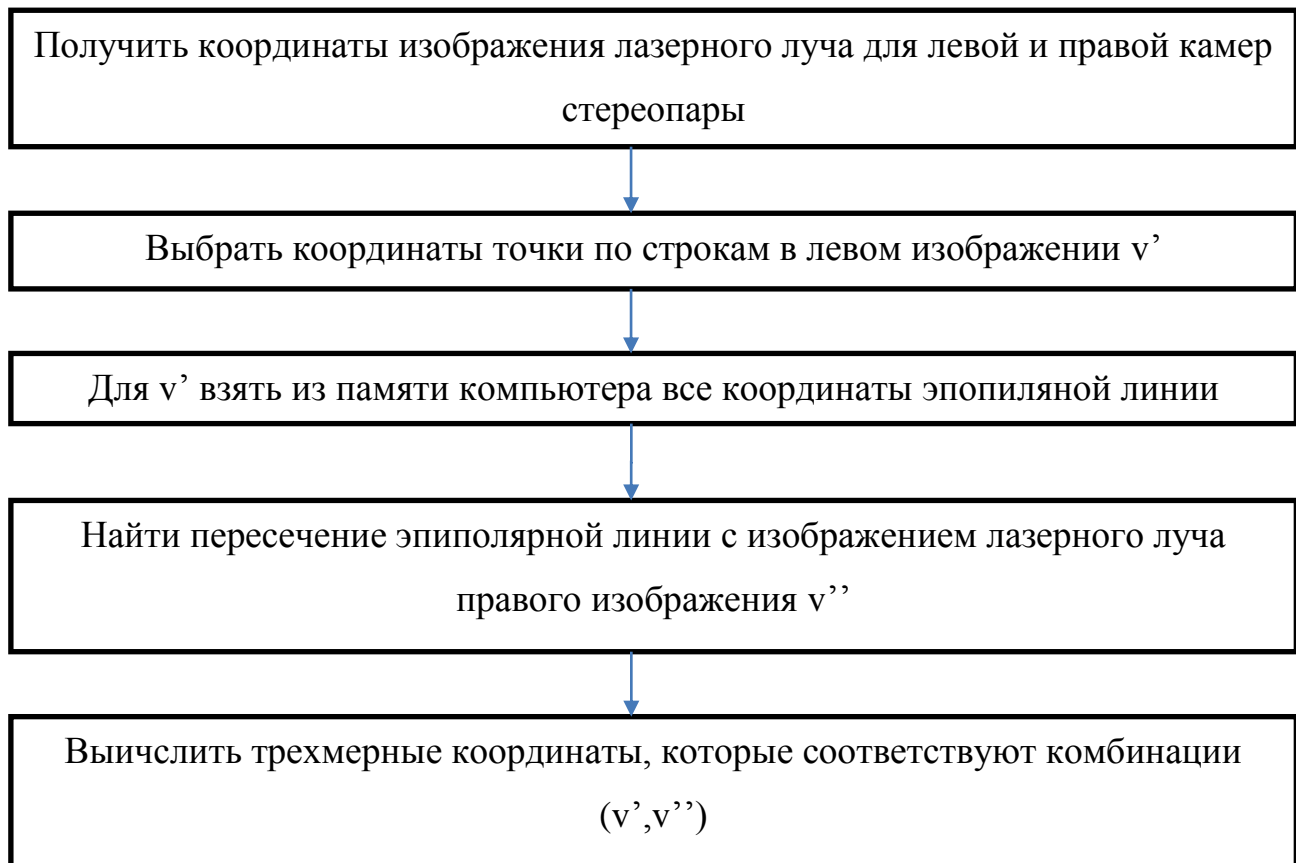 Получить координаты изображения лазерного луча для левой и правой камер
стереопары
Выбрать координаты точки по строкам в левом изображении v’
Для v’ взять из памяти компьютера все координаты эпопиляной линии
Найти пересечение эпиполярной линии с изображением лазерного луча
правого изображения v’’
Выичслить трехмерные координаты, которые соответствуют комбинации
(v’,v’’)